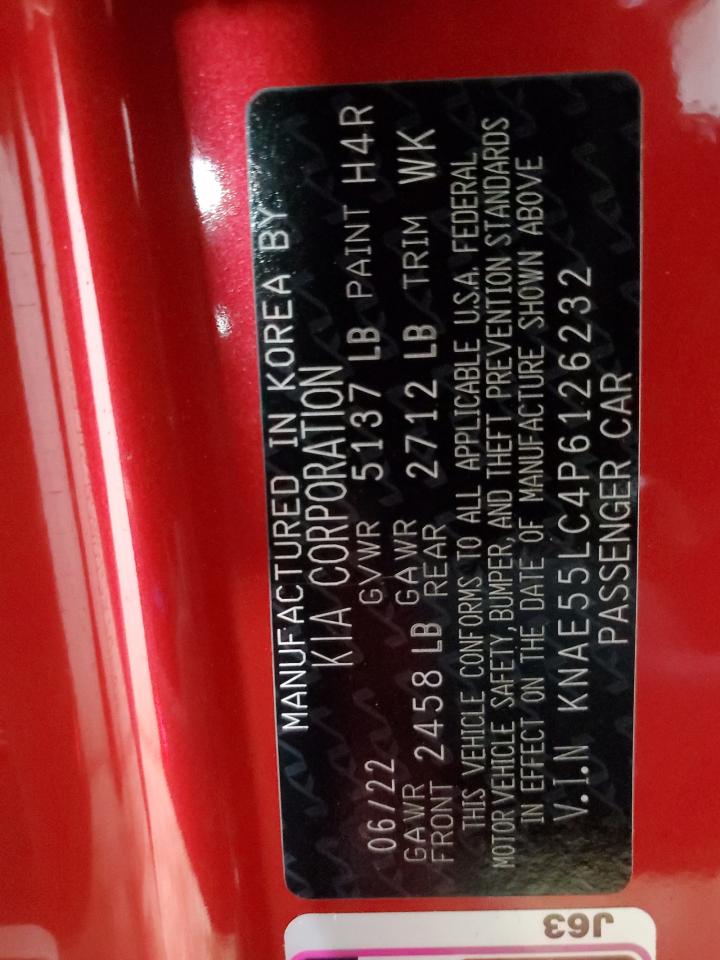 MANUFACTURED IN KOREA BY
KIA CORPORATION
06/22 GVWR 5137 LB PAINT H4R
GAWR FRONT 2458 LB GAWR REAR 2712 LB TRIM WK
THIS VEHICLE CONFORMS TO ALL APPLICABLE U.S.A. FEDERAL
MOTOR VEHICLE SAFETY, BUMPER, AND THEFT PREVENTION STANDARDS
IN EFFECT ON THE DATE OF MANUFACTURE SHOWN ABOVE
V.I.N KNAE55LC4P6126232
PASSENGER CAR
J63